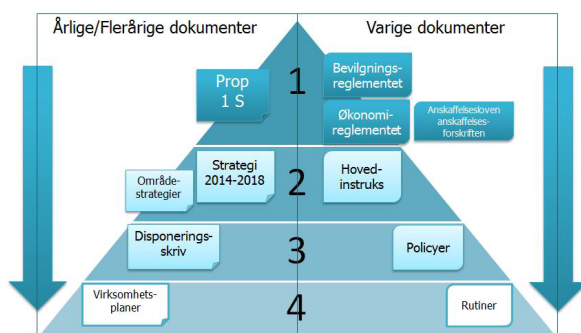 Årlige/Flerårige dokumenter
Varige dokumenter
1
Prop
1 S
Bevilgnings-
reglementet
Økonomi-
reglementet
Anskaffelsesloven
anskaffelses-
forskriften
2
Område-
strategier
Strategi
2014-2018
Hoved-
instruks
3
Disponerings-
skriv
Policyer
4
Virksomhets-
planer
Rutiner